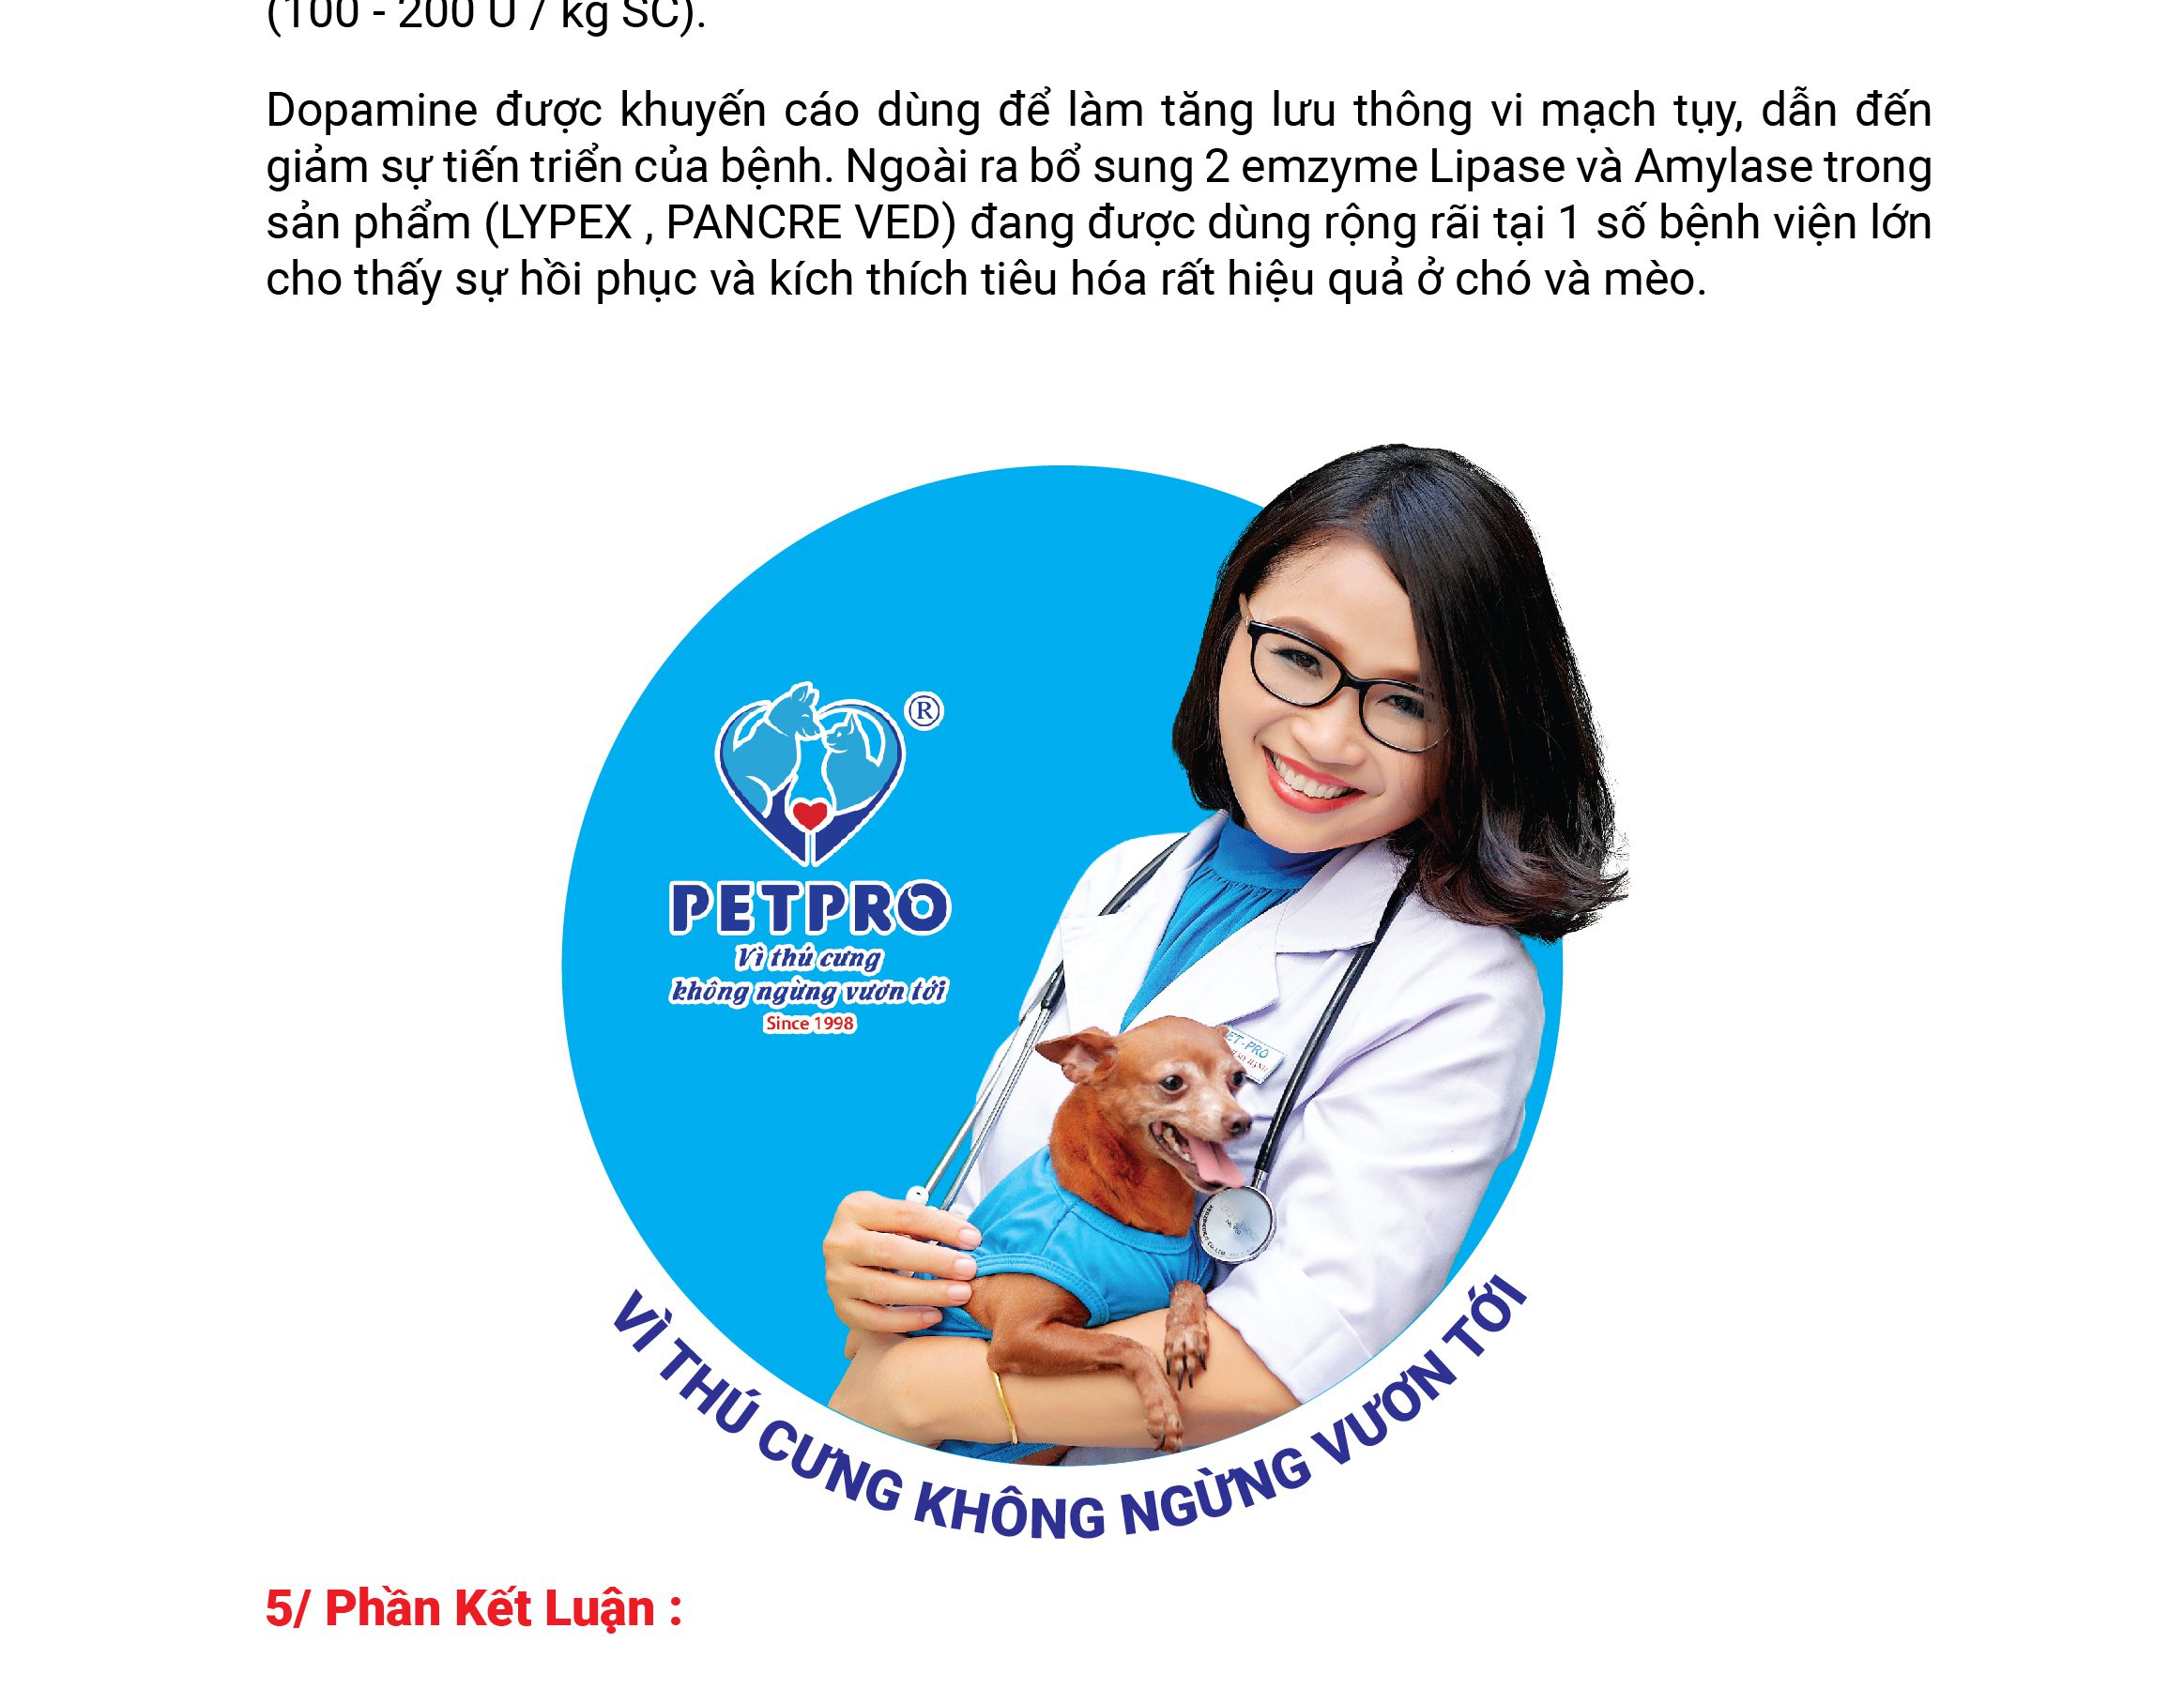 (100 - 200 U / kg SC).
Dopamine được khuyến cáo dùng để làm tăng lưu thông vi mạch tụy, dẫn đến
giảm sự tiến triển của bệnh. Ngoài ra bổ sung 2 emzyme Lipase và Amylase trong
sản phẩm (LYPEX , PANCRE VED) đang được dùng rộng rãi tại 1 số bệnh viện lớn
cho thấy sự hồi phục và kích thích tiêu hóa rất hiệu quả ở chó và mèo.
®
PETPRO
Vì thú cưng
không ngừng vươn tới
Since 1998
ET-PRO
VÌ THÚ CƯNG KHÔNG NGỪNG VƯƠN TỚI
5/ Phần Kết Luận :